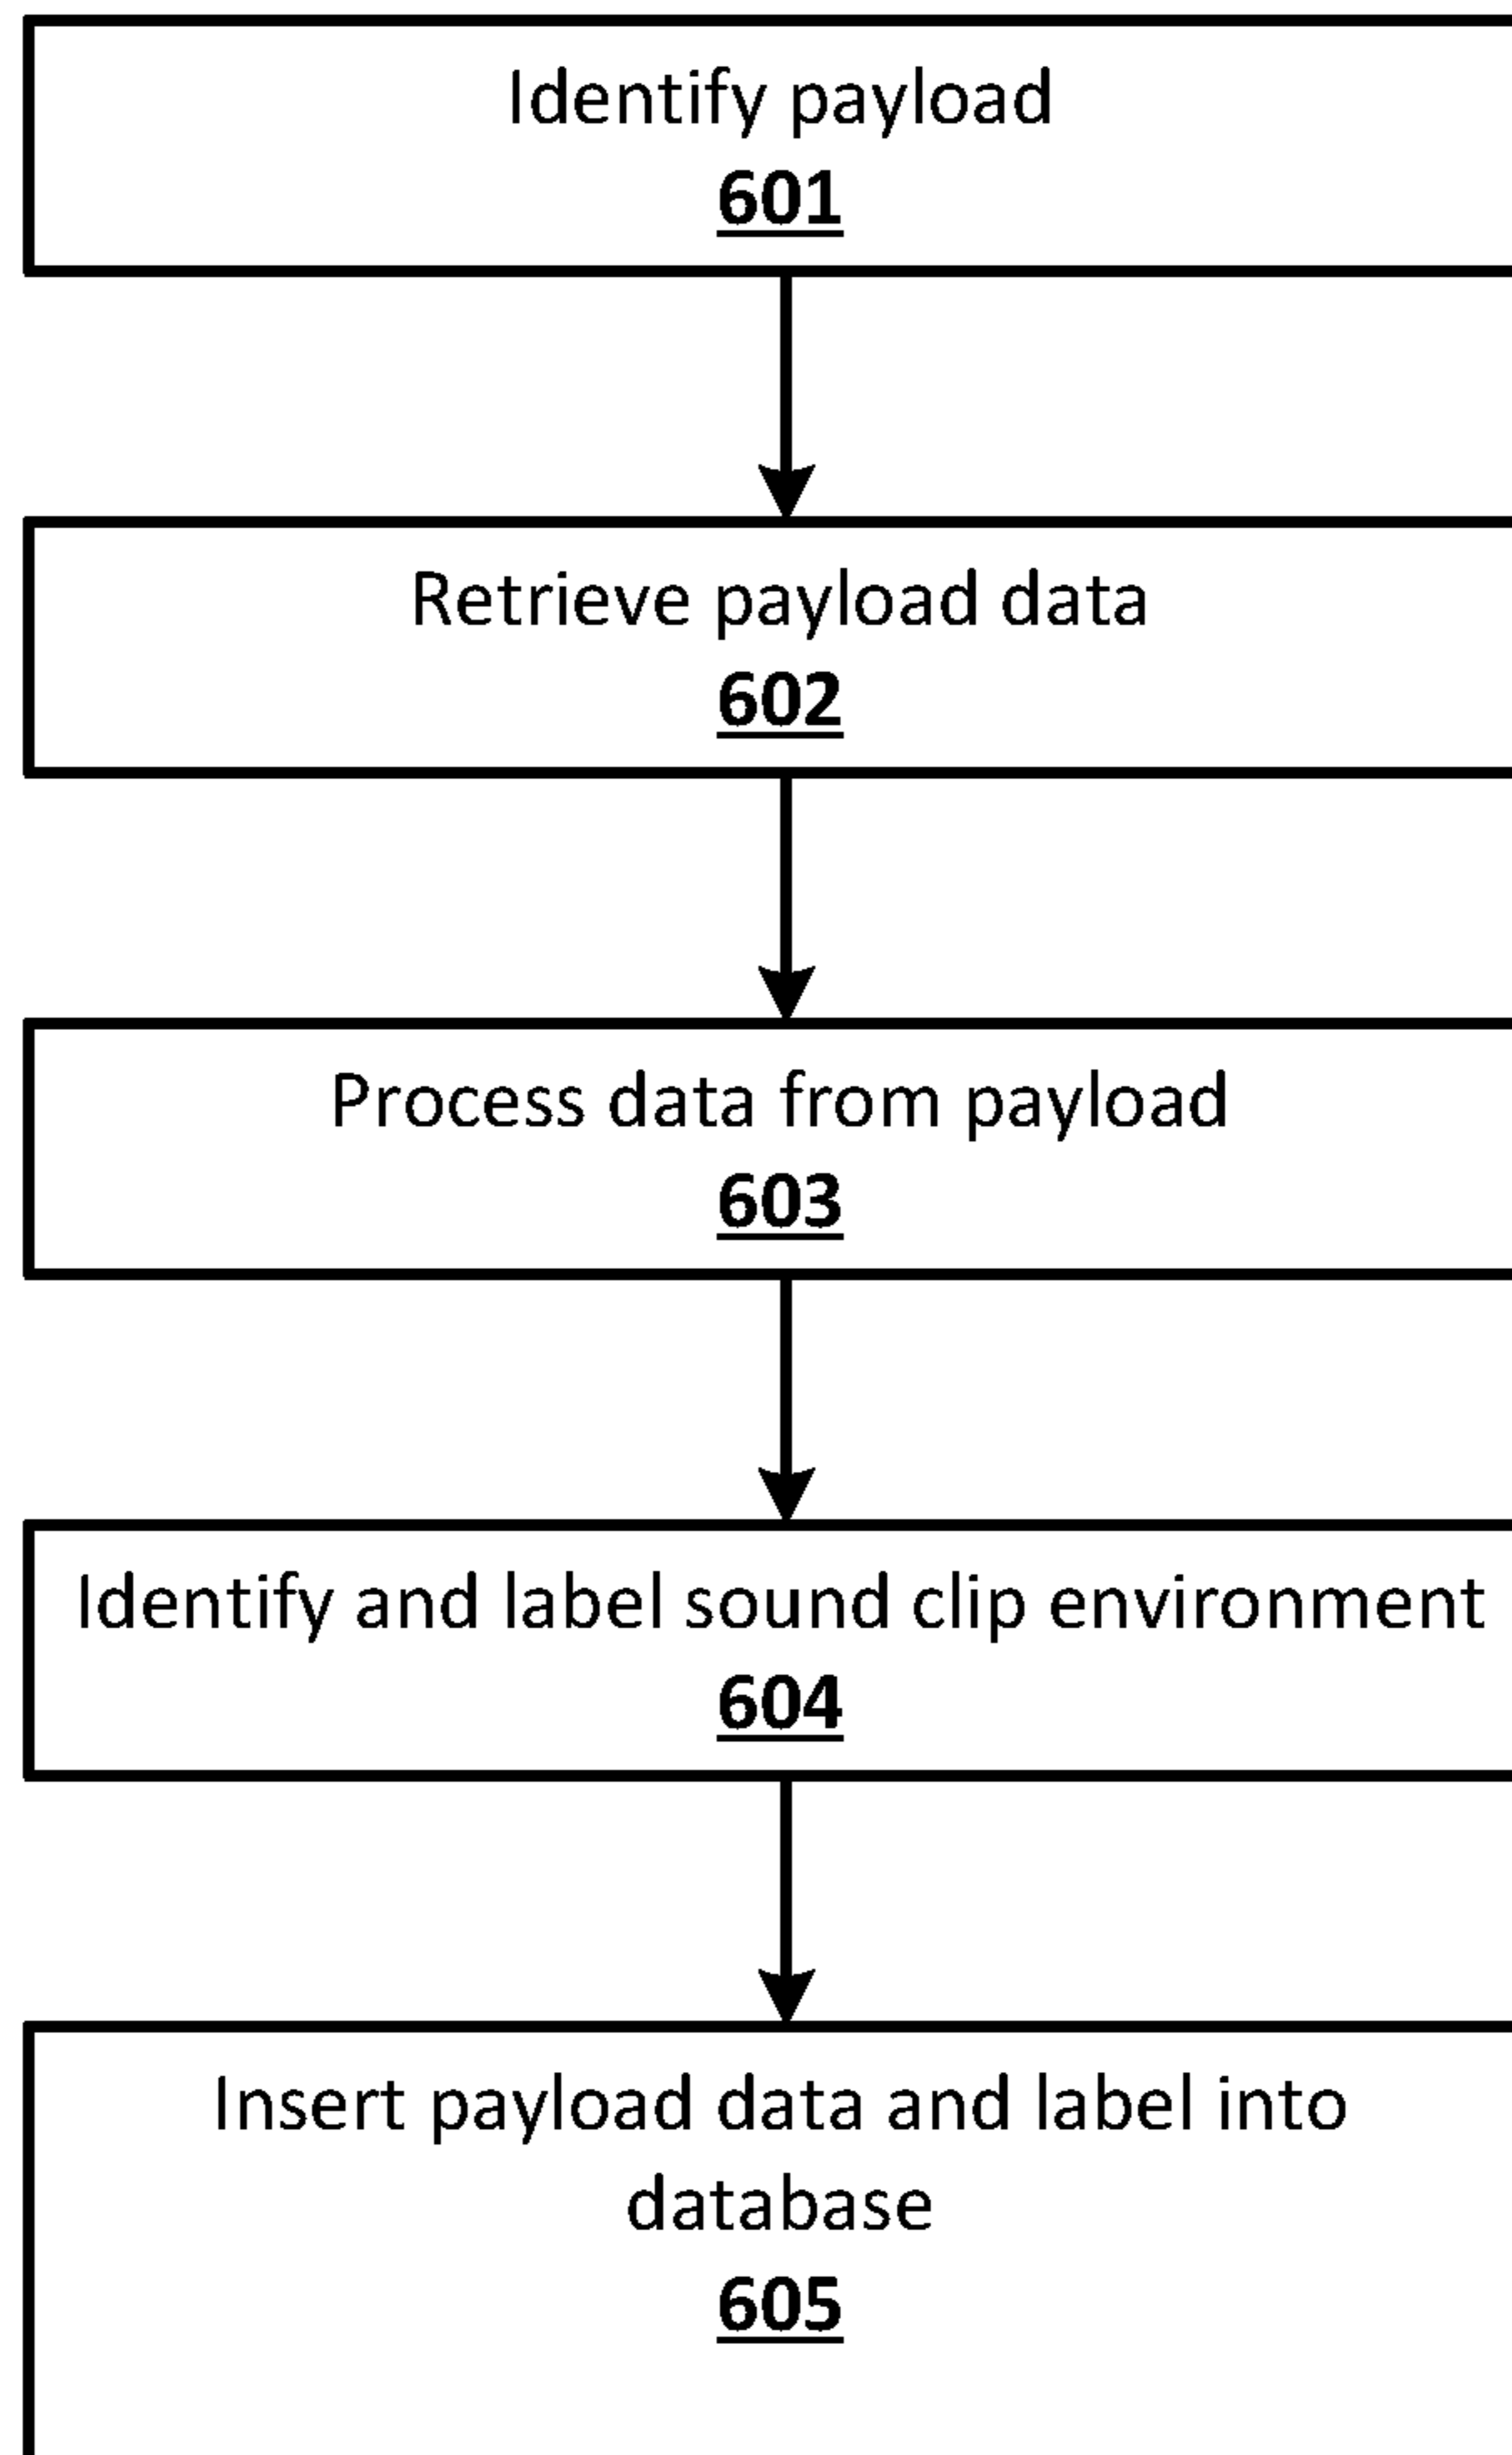 Identify payload
601
Retrieve payload data
602
Process data from payload
603
Identify and label sound clip environment
604
Insert payload data and label into
database
605